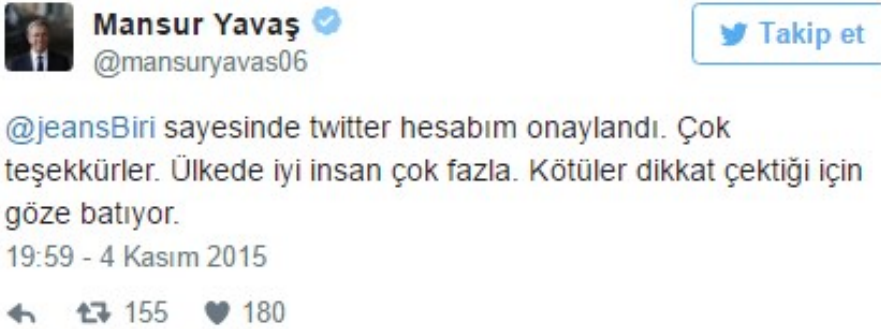 Mansur Yavaş
@mansuryavas06
Takip et
@jeansBiri sayesinde twitter hesabım onaylandı. Çok
teşekkürler. Ülkede iyi insan çok fazla. Kötüler dikkat çektiği için
göze batıyor.
19:59 - 4 Kasım 2015
155 180